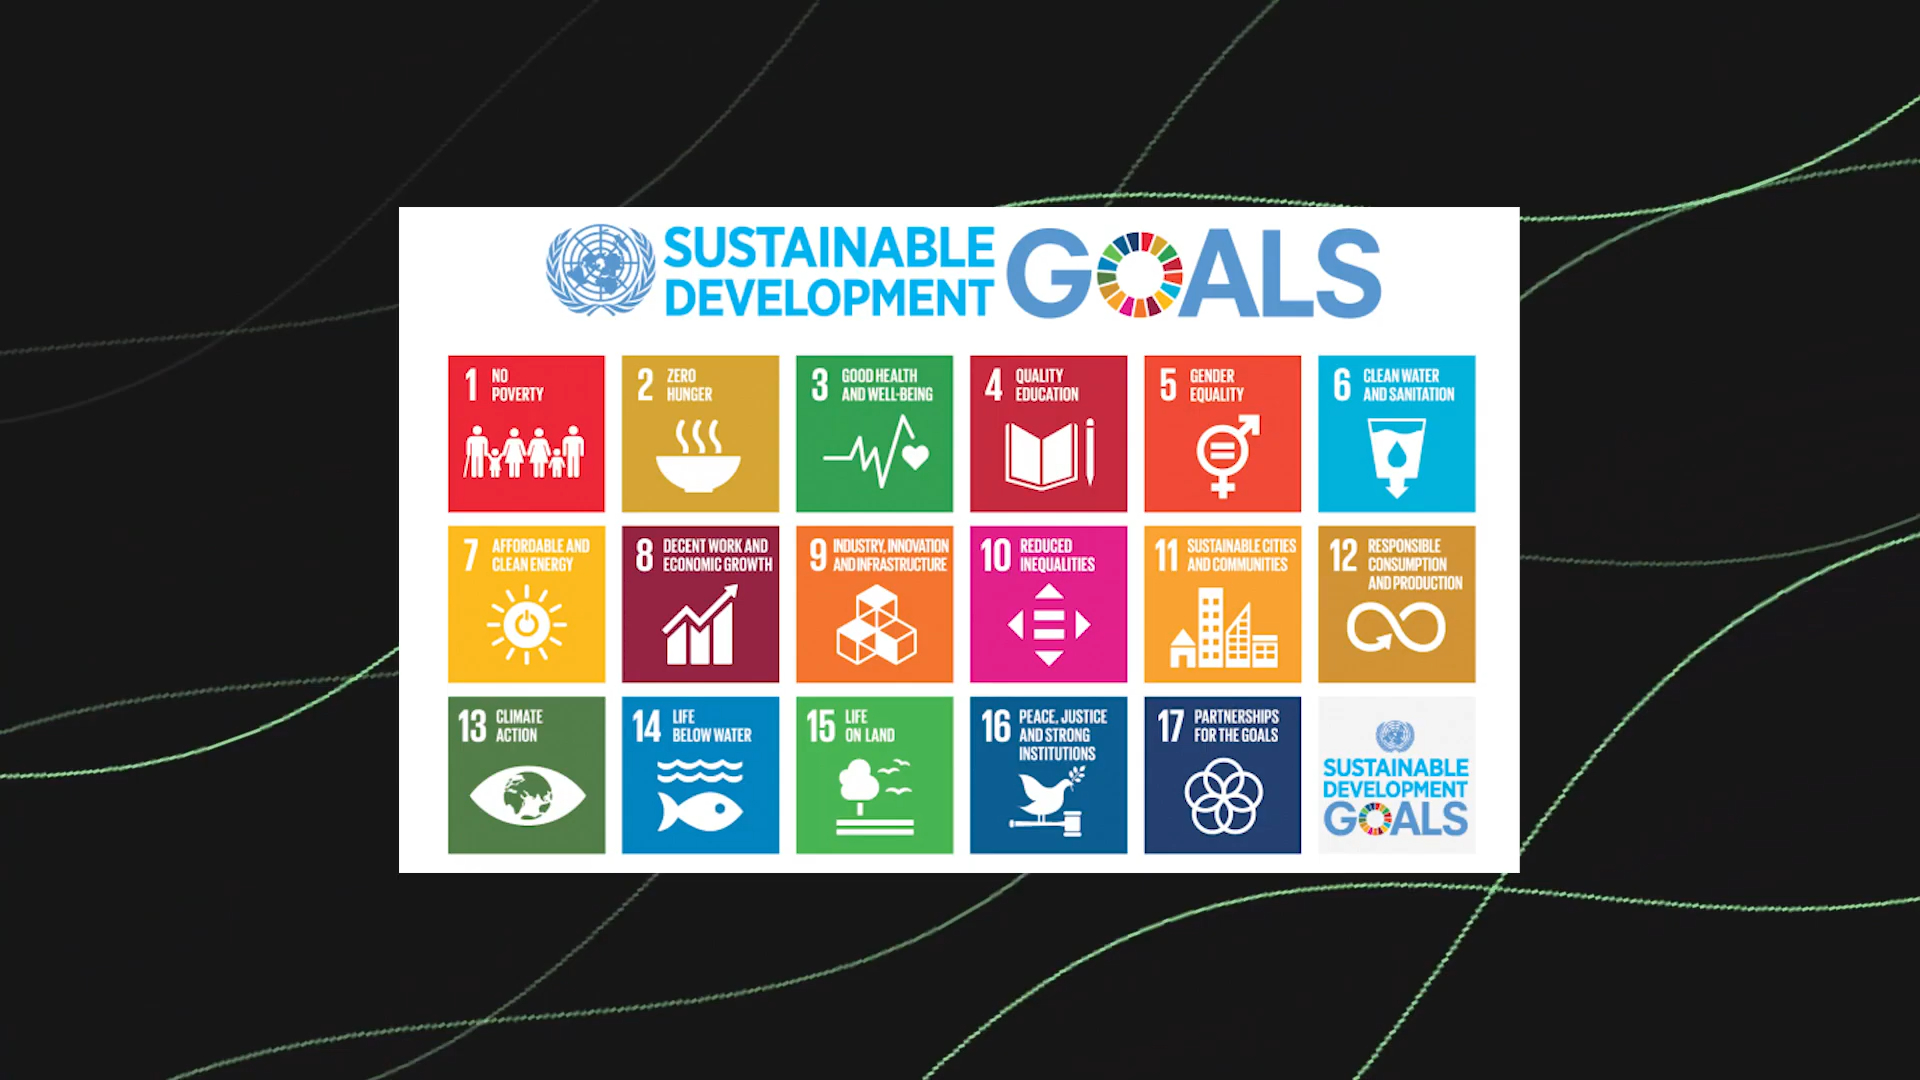 SUSTAINABLE
DEVELOPMENT
GOALS
1 NO
POVERTY
2 ZERO
HUNGER
3 GOOD HEALTH
AND WELL-BEING
4 QUALITY
EDUCATION
5 GENDER
EQUALITY
6 CLEAN WATER
AND SANITATION
7 AFFORDABLE AND
CLEAN ENERGY
8 DECENT WORK AND
ECONOMIC GROWTH
9 INDUSTRY, INNOVATION
AND INFRASTRUCTURE
10 REDUCED
INEQUALITIES
11 SUSTAINABLE CITIES
AND COMMUNITIES
12 RESPONSIBLE
CONSUMPTION
AND PRODUCTION
13 CLIMATE
ACTION
14 LIFE
BELOW WATER
15 LIFE
ON LAND
16 PEACE, JUSTICE
AND STRONG
INSTITUTIONS
17 PARTNERSHIPS
FOR THE GOALS
SUSTAINABLE
DEVELOPMENT
GOALS